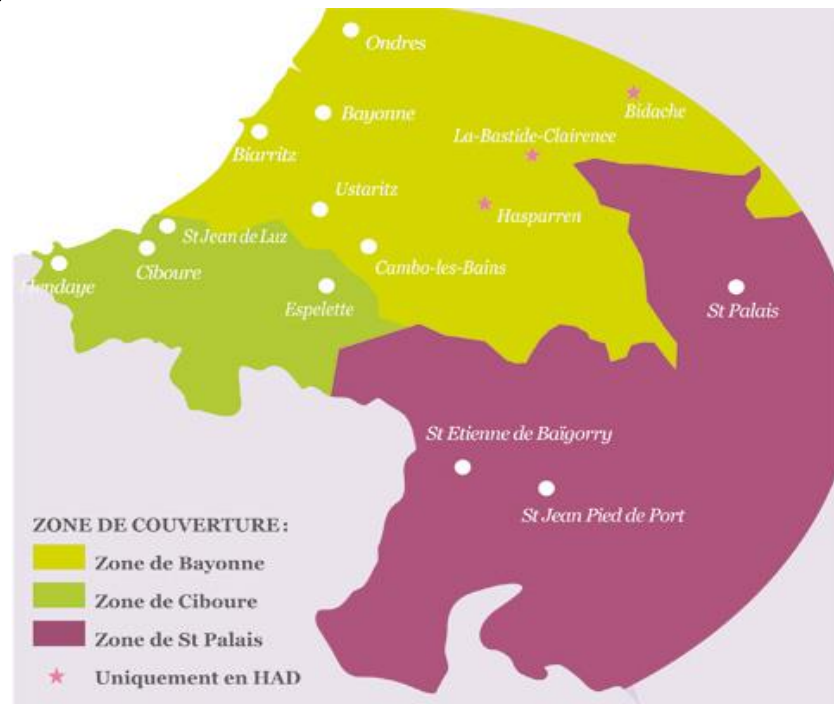 Ondres
Bidache
Bayonne
La-Bastide-Clairence
Biarritz
Ustaritz
Hasparren
St Jean de Luz
Ciboure
Cambo-les-Bains
Hendaye
Espelette
St Palais
St Etienne de Baïgorry
St Jean Pied de Port
ZONE DE COUVERTURE :
Zone de Bayonne
Zone de Ciboure
Zone de St Palais
Uniquement en HAD